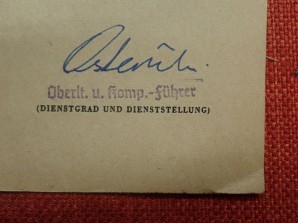 Oberlt. u. Komp.-Führer
(DIENSTGRAD UND DIENSTSTELLUNG)